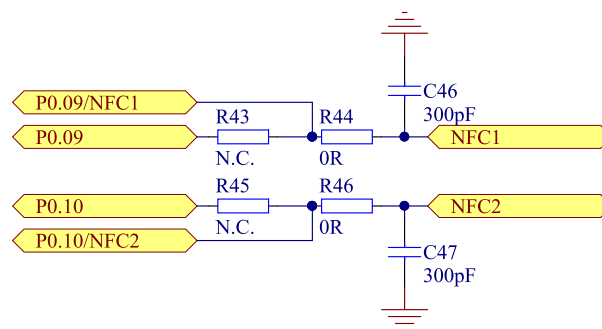 C46
300pF
P0.09/NFC1
R43
R44
P0.09
NFC1
N.C.
0R
R45
R46
P0.10
NFC2
N.C.
0R
P0.10/NFC2
C47
300pF